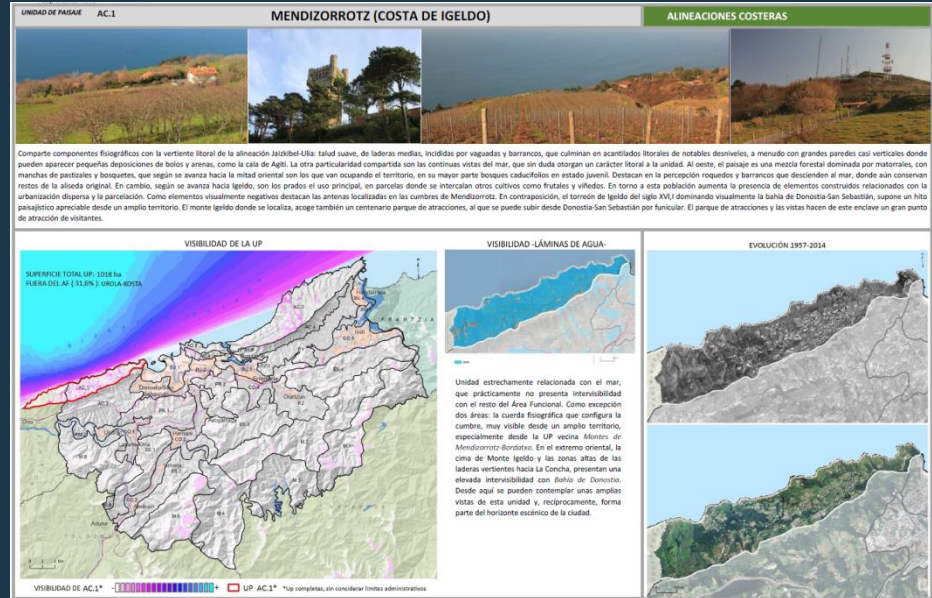 UNIDAD DE PAISAJE AC.1
MENDIZORROTZ (COSTA DE IGELDO)
ALINEACIONES COSTERAS
Comparte componentes fisiográficos con la vertiente litoral de la alineación Jaizkibel-Ulia: talud suave, de laderas medias, incididas por vaguadas y barrancos, que culminan en acantilados litorales de notables desniveles, a menudo con grandes paredes casi verticales donde
pueden aparecer pequeñas deposiciones de bolos y arenas, como la cala de Agiti. La otra particularidad compartida son las continuas vistas del mar, que sin duda otorgan un carácter litoral a la unidad. Al oeste, el paisaje es una mezcla forestal dominada por matorrales, con
manchas de pastizales y bosquetes, que según se avanza hacia la mitad oriental son los que van ocupando el territorio, en su mayor parte bosques caducifolios en estado juvenil. Destacan en la percepción roquedos y barrancos que descienden al mar, donde aún conservan
restos de la aliseda original. En cambio, según se avanza hacia Igeldo, son los prados el uso principal, en parcelas donde se intercalan otros cultivos como frutales y viñedos. En torno a esta población aumenta la presencia de elementos construidos relacionados con la
urbanización dispersa y la parcelación. Como elementos visualmente negativos destacan las antenas localizadas en las cumbres de Mendizorrotz. En contraposición, el torreón de Igeldo del siglo XVI,I dominando visualmente la bahía de Donostia-San Sebastián, supone un hito
paisajístico apreciable desde un amplio territorio. El monte Igeldo donde se localiza, acoge también un centenario parque de atracciones, al que se puede subir desde Donostia-San Sebastián por funicular. El parque de atracciones y las vistas hacen de este enclave un gran punto
de atracción de visitantes.
VISIBILIDAD DE LA UP
SUPERFICIE TOTAL UP: 1018 ha
FUERA DEL AF ( 31,6% ): UROLA-KOSTA
FRANTZIA
Irun
Oiartzun
Hernani
Andoain
Aduna
VISIBILIDAD DE AC.1* - + UP AC.1* *Up completas, sin considerar límites administrativos
VISIBILIDAD -LÁMINAS DE AGUA-
Unidad estrechamente relacionada con el mar,
que prácticamente no presenta intervisibilidad
con el resto del Área Funcional. Como excepción
dos áreas: la cuerda fisiográfica que configura la
cumbre, muy visible desde un amplio territorio,
especialmente desde la UP vecina Montes de
Mendizorrotz-Bordatxo. En el extremo oriental, la
cima de Monte Igeldo y las zonas altas de las
laderas vertientes hacia La Concha, presentan una
elevada intervisibilidad con Bahía de Donostia.
Desde aquí se pueden contemplar unas amplias
vistas de esta unidad y, recíprocamente, forma
parte del horizonte escénico de la ciudad.
EVOLUCIÓN 1957-2014